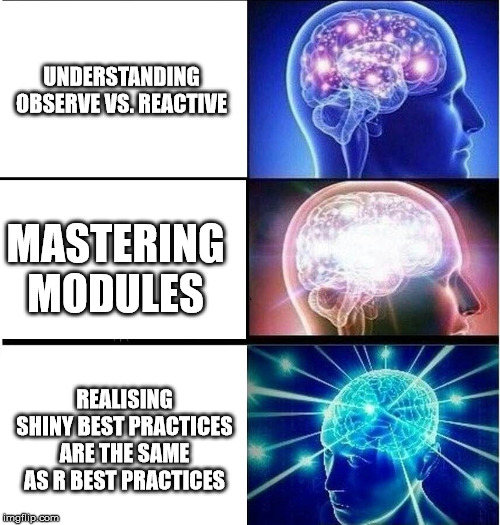 UNDERSTANDING
OBSERVE VS. REACTIVE
MASTERING
MODULES
REALISING
SHINY BEST PRACTICES
ARE THE SAME
AS R BEST PRACTICES
imgflip.com